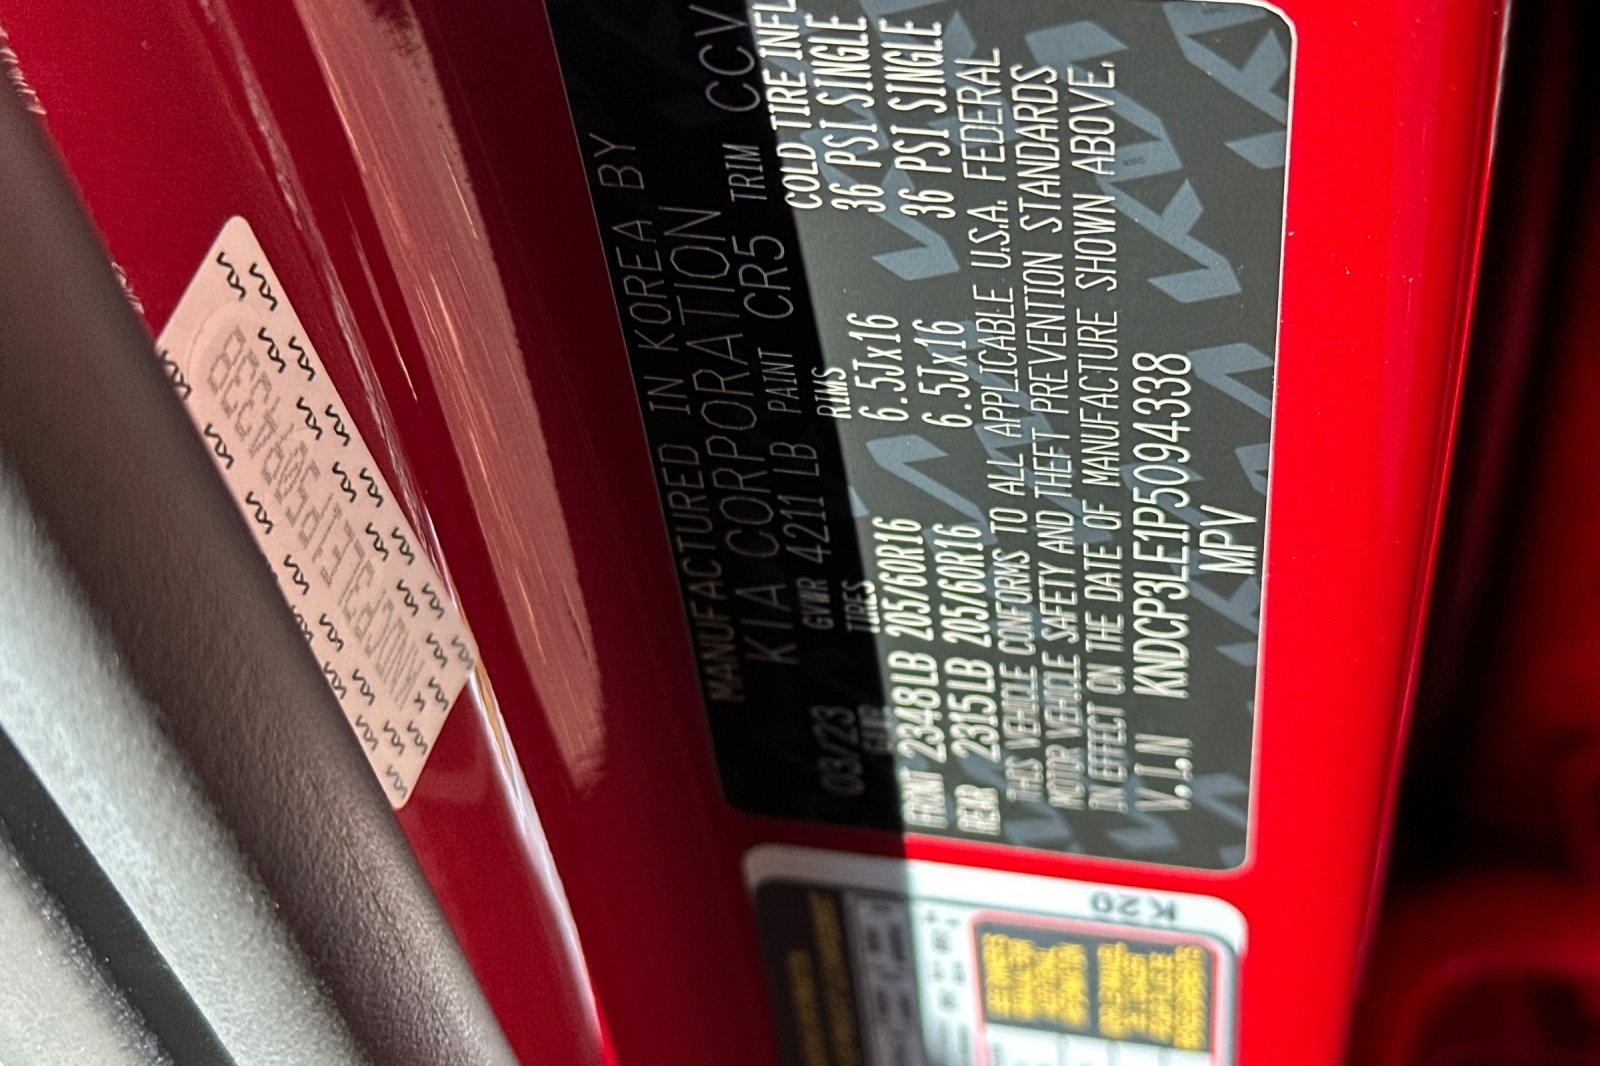 MANUFACTURED IN KOREA BY
KIA CORPORATION
03/23 GVWR 4211 LB PAINT CR5 TRIM CCV
GAWR TIRES RIMS COLD TIRE INFL
FRONT 2348LB 205/60R16 6.5Jx16 36 PSI SINGLE
REAR 2315LB 205/60R16 6.5Jx16 36 PSI SINGLE
THIS VEHICLE CONFORMS TO ALL APPLICABLE U.S.A. FEDERAL
MOTOR VEHICLE SAFETY AND THEFT PREVENTION STANDARDS
IN EFFECT ON THE DATE OF MANUFACTURE SHOWN ABOVE.
V.I.N KNDCP3LE1P5094338
MPV
KNDCP3LE1P5094338
K20